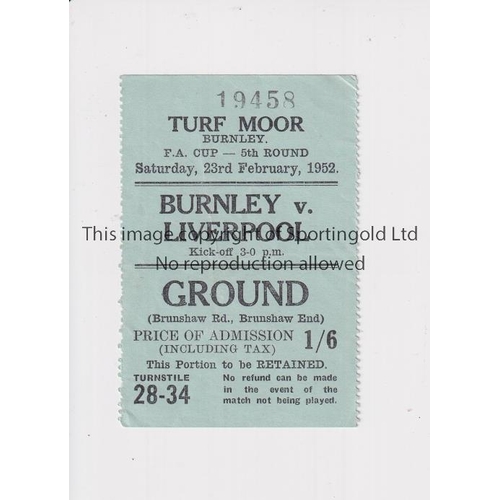 19458
TURF MOOR
BURNLEY.
F.A. CUP — 5th ROUND
Saturday, 23rd February, 1952.
BURNLEY v.
This image copyright of Sportingold Ltd
LIVERPOOL
Kick-off 3-0 p.m.
No reproduction allowed
GROUND
(Brunshaw Rd., Brunshaw End)
PRICE OF ADMISSION 1/6
(INCLUDING TAX)
This Portion to be RETAINED.
TURNSTILE
28-34
No refund can be made
in the event of the
match not being played.